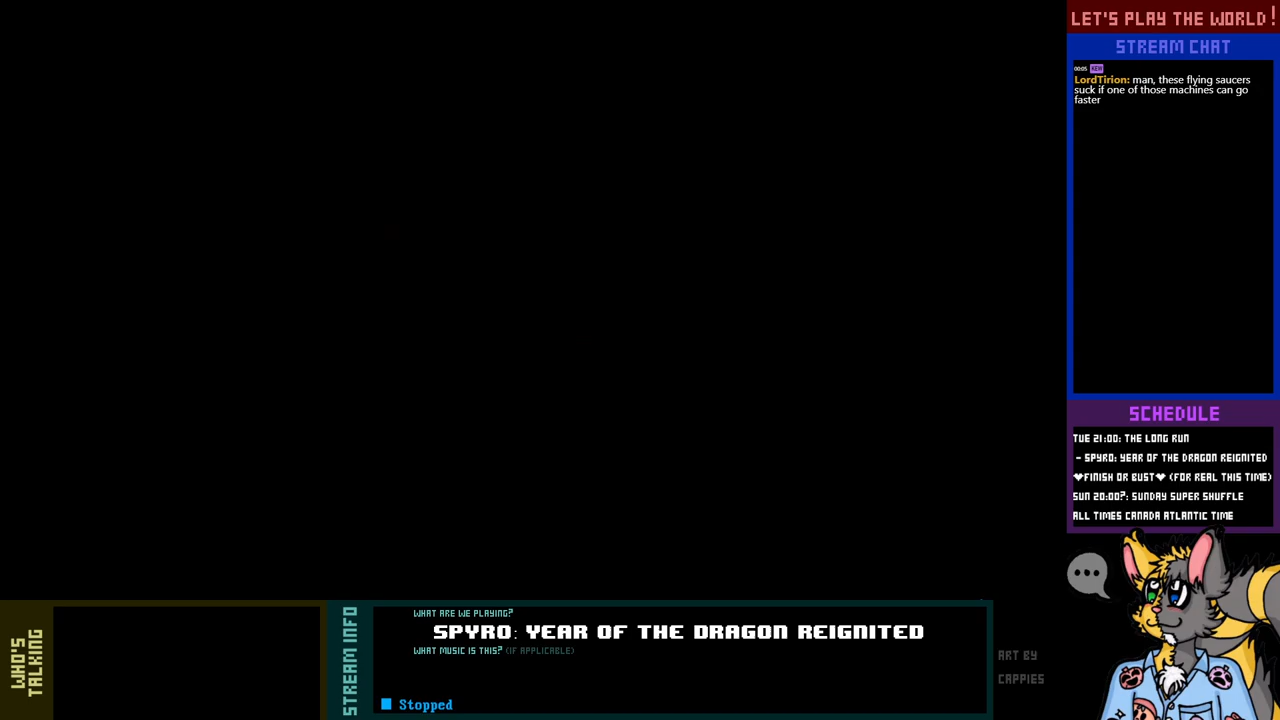 LET'S PLAY THE WORLD!
STREAM CHAT
00:05 NEW
LordTirion: man, these flying saucers
suck if one of those machines can go
faster
SCHEDULE
TUE 21:00: THE LONG RUN
- SPYRO: YEAR OF THE DRAGON REIGNITED
❤FINISH OR BUST❤ (FOR REAL THIS TIME)
SUN 20:00?: SUNDAY SUPER SHUFFLE
ALL TIMES CANADA ATLANTIC TIME
WHO'S
TALKING
STREAM INFO
WHAT ARE WE PLAYING?
SPYRO: YEAR OF THE DRAGON REIGNITED
WHAT MUSIC IS THIS? (IF APPLICABLE)
Stopped
ART BY
CAPPIES